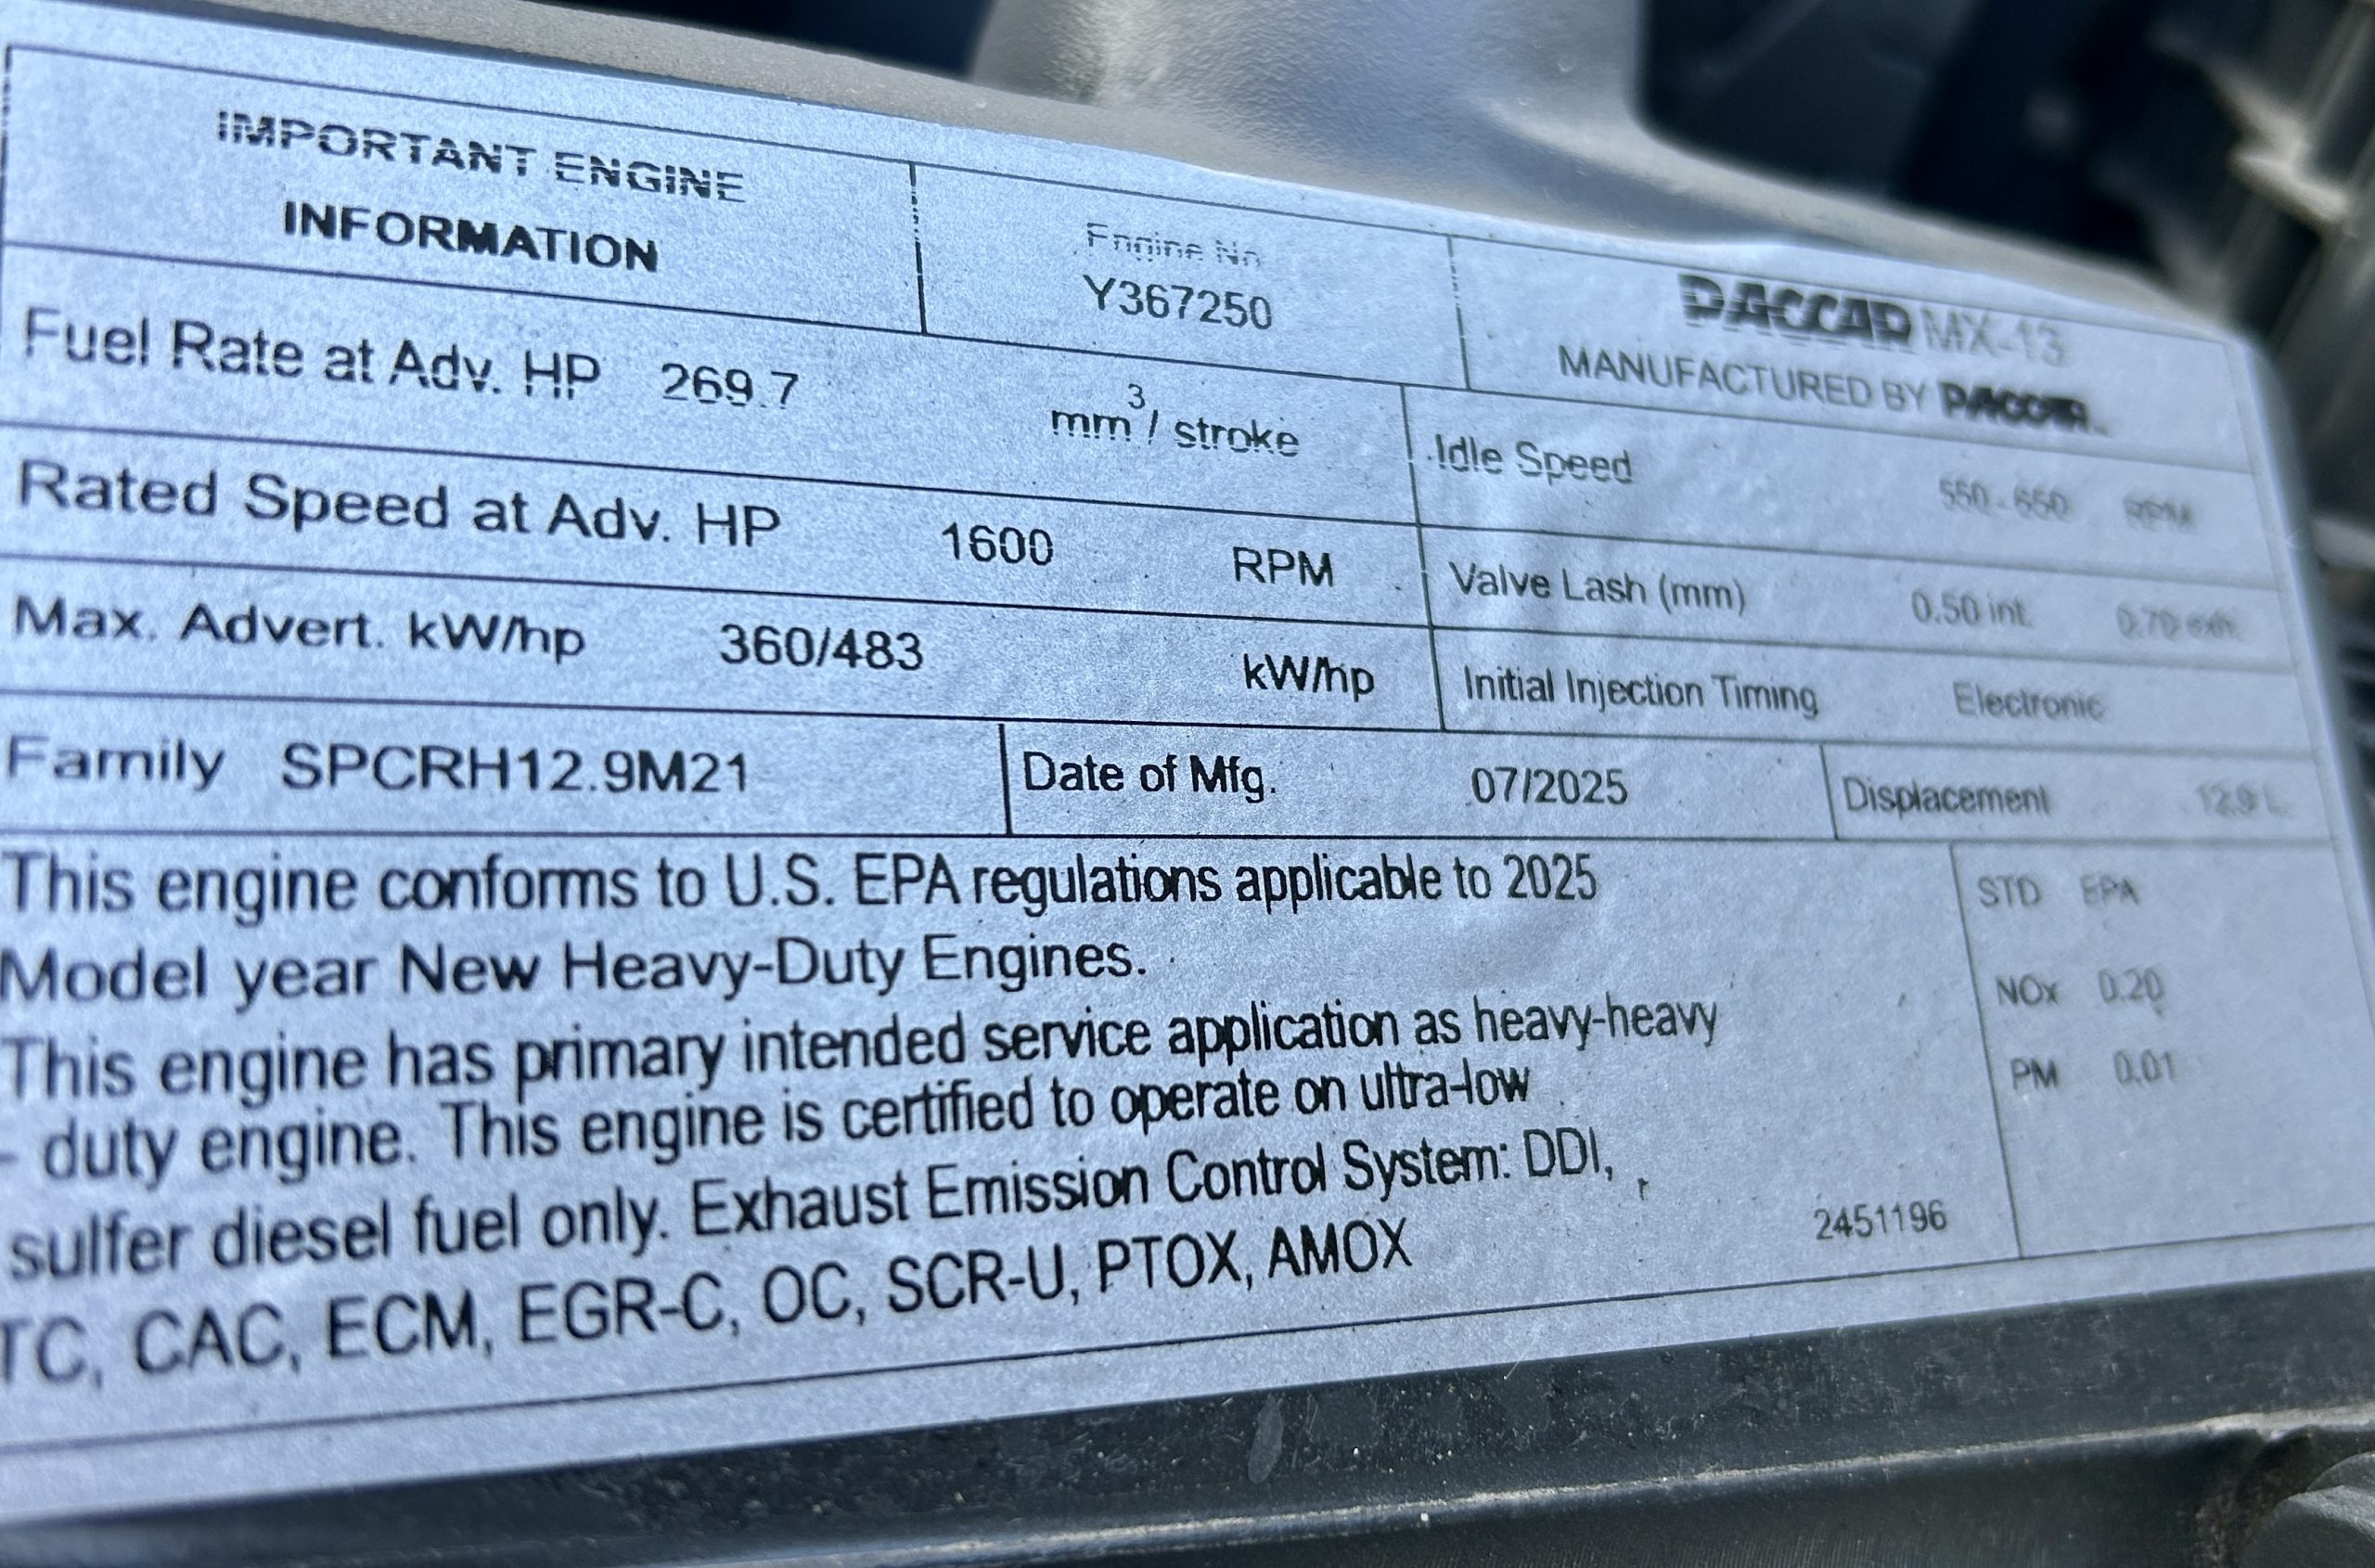 IMPORTANT ENGINE
INFORMATION
Engine No
Y367250
PACCAR MX-13
MANUFACTURED BY PACCAR
Fuel Rate at Adv. HP 269.7 mm³/ stroke
Idle Speed 550-650 RPM
Rated Speed at Adv. HP 1600 RPM
Valve Lash (mm) 0.50 int. 0.70 exh.
Max. Advert. kW/hp 360/483 kW/hp
Initial Injection Timing Electronic
Family SPCRH12.9M21
Date of Mfg. 07/2025
Displacement 12.9 L
This engine conforms to U.S. EPA regulations applicable to 2025
Model year New Heavy-Duty Engines.
This engine has primary intended service application as heavy-heavy
- duty engine. This engine is certified to operate on ultra-low
sulfer diesel fuel only. Exhaust Emission Control System: DDI,
TC, CAC, ECM, EGR-C, OC, SCR-U, PTOX, AMOX
2451196
STD EPA
NOx 0.20
PM 0.01